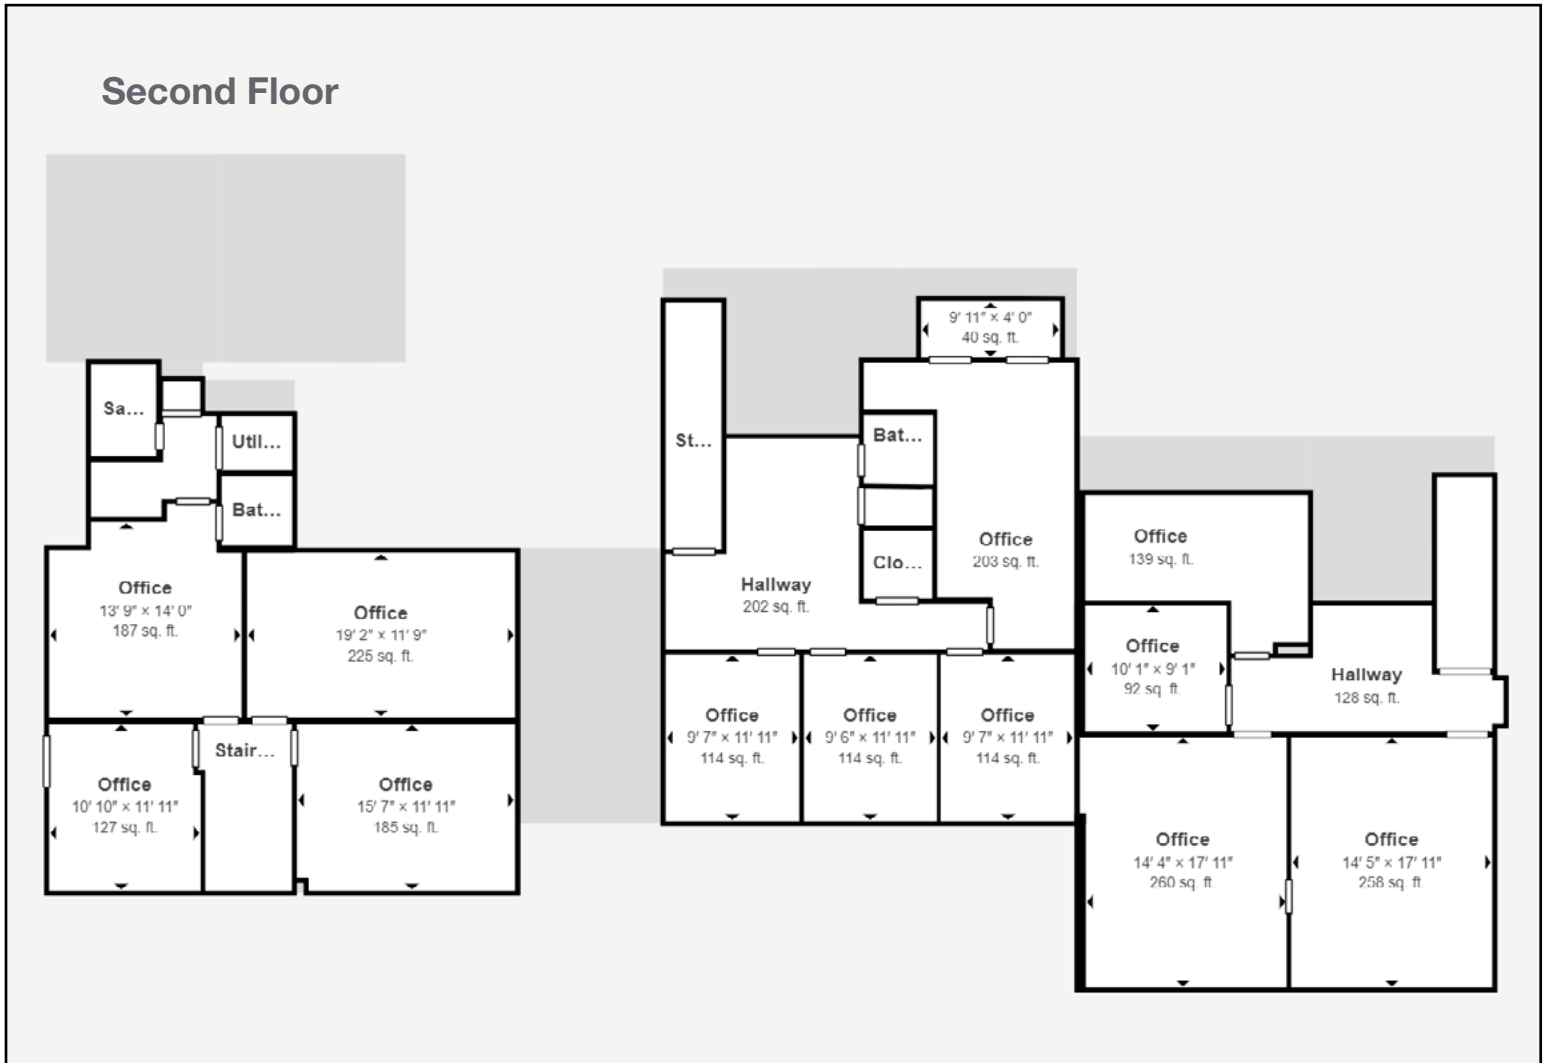 Second Floor
Sa...
Util...
Bat...
Office
13' 9" × 14' 0"
187 sq. ft.
Office
19' 2" × 11' 9"
225 sq. ft.
Office
10' 10" × 11' 11"
127 sq. ft.
Stair...
Office
15' 7" × 11' 11"
185 sq. ft.
9' 11" × 4' 0"
40 sq. ft.
St...
Bat...
Clo...
Office
203 sq. ft.
Hallway
202 sq. ft.
Office
9' 7" × 11' 11"
114 sq. ft.
Office
9' 6" × 11' 11"
114 sq. ft.
Office
9' 7" × 11' 11"
114 sq. ft.
Office
139 sq. ft.
Office
10' 1" × 9' 1"
92 sq. ft.
Hallway
128 sq. ft.
Office
14' 4" × 17' 11"
260 sq. ft.
Office
14' 5" × 17' 11"
258 sq. ft.